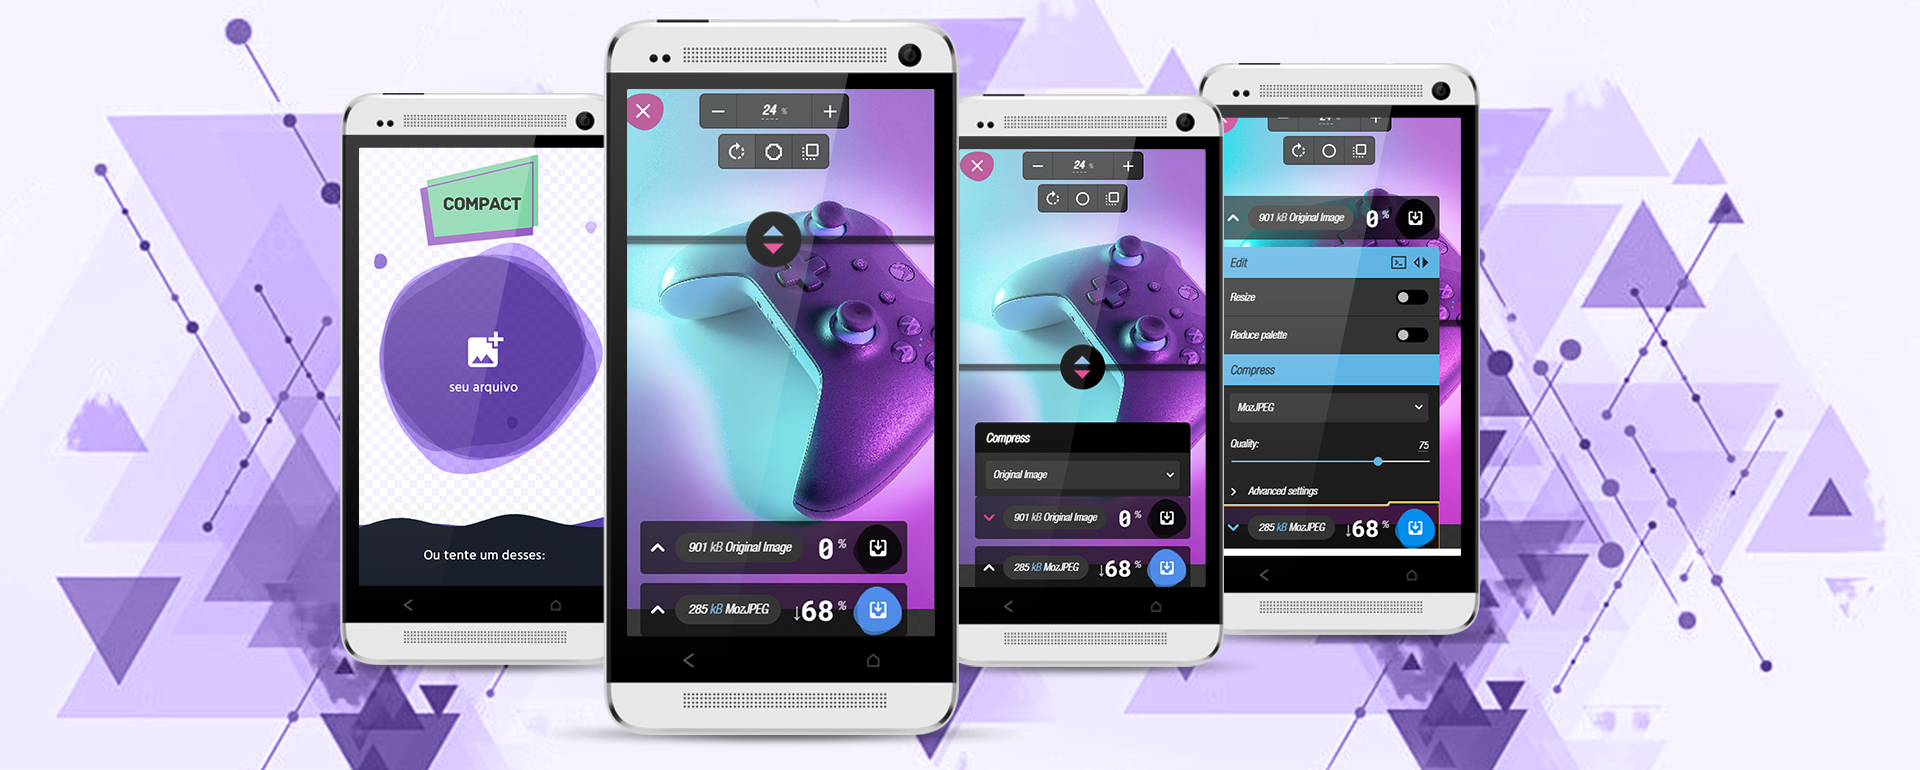 COMPACT
seu arquivo
Ou tente um desses:
24 %
901 kB Original Image
0 %
285 kB MozJPEG
↓68 %
24 %
Compress
Original Image
901 kB Original Image
0 %
285 kB MozJPEG
↓68 %
24 %
901 kB Original Image
0 %
Edit
Resize
Reduce palette
Compress
MozJPEG
Quality: 75
Advanced settings
285 kB MozJPEG
↓68 %